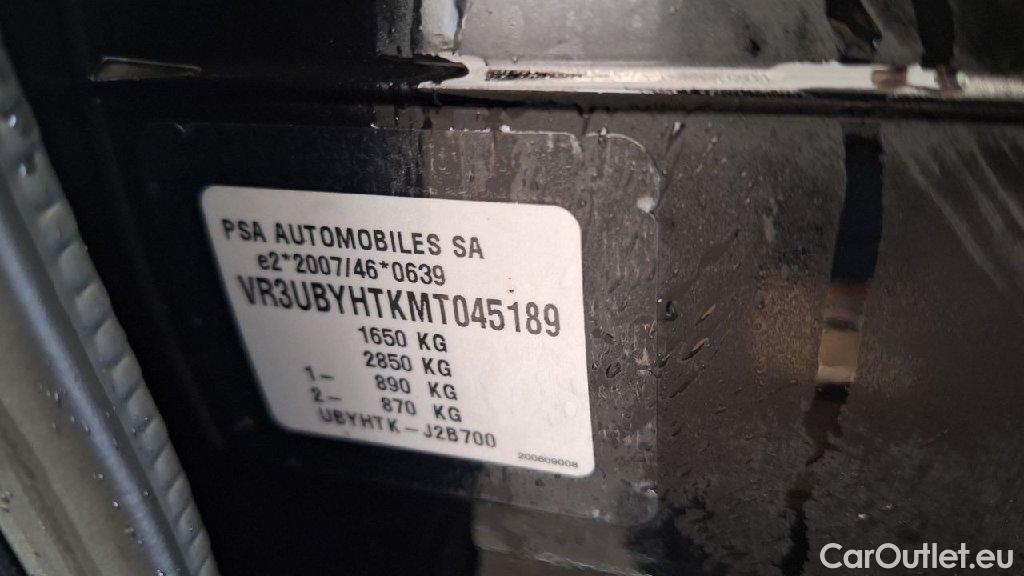 PSA AUTOMOBILES SA
e2*2007/46*0639
VR3UBYHTKMT045189
1650 KG
2850 KG
1- 890 KG
2- 870 KG
UBYHTK-J2B700
200609008
CarOutlet.eu